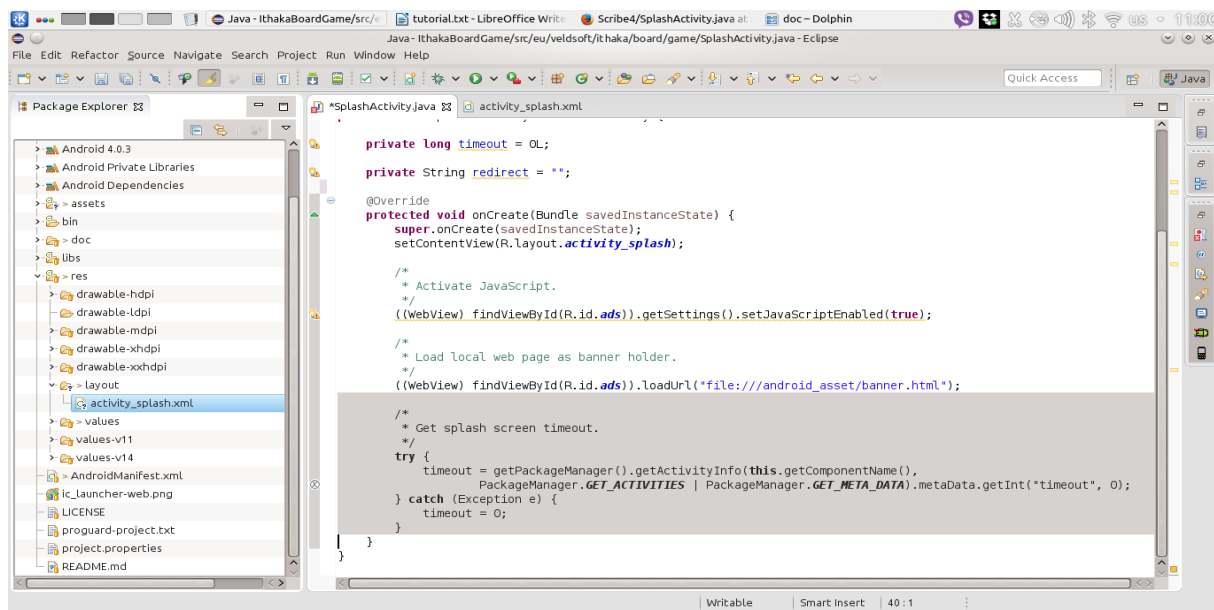 Java - IthakaBoardGame/src/e
tutorial.txt - LibreOffice Write
Scribe4/SplashActivity.java at
doc – Dolphin
us
11:00
Java - IthakaBoardGame/src/eu/veldsoft/ithaka/board/game/SplashActivity.java - Eclipse
File Edit Refactor Source Navigate Search Project Run Window Help
Quick Access
Java
Package Explorer
*SplashActivity.java
activity_splash.xml
Android 4.0.3
Android Private Libraries
Android Dependencies
> assets
bin
> doc
libs
> res
drawable-hdpi
drawable-ldpi
drawable-mdpi
drawable-xhdpi
drawable-xxhdpi
> layout
activity_splash.xml
> values
values-v11
values-v14
> AndroidManifest.xml
ic_launcher-web.png
LICENSE
proguard-project.txt
project.properties
README.md
private long timeout = 0L;
private String redirect = "";
@Override
protected void onCreate(Bundle savedInstanceState) {
super.onCreate(savedInstanceState);
setContentView(R.layout.activity_splash);
/*
* Activate JavaScript.
*/
((WebView) findViewById(R.id.ads)).getSettings().setJavaScriptEnabled(true);
/*
* Load local web page as banner holder.
*/
((WebView) findViewById(R.id.ads)).loadUrl("file:///android_asset/banner.html");
/*
* Get splash screen timeout.
*/
try {
timeout = getPackageManager().getActivityInfo(this.getComponentName(),
PackageManager.GET_ACTIVITIES | PackageManager.GET_META_DATA).metaData.getInt("timeout", 0);
} catch (Exception e) {
timeout = 0;
}
}
}
Writable
Smart Insert
40 : 1